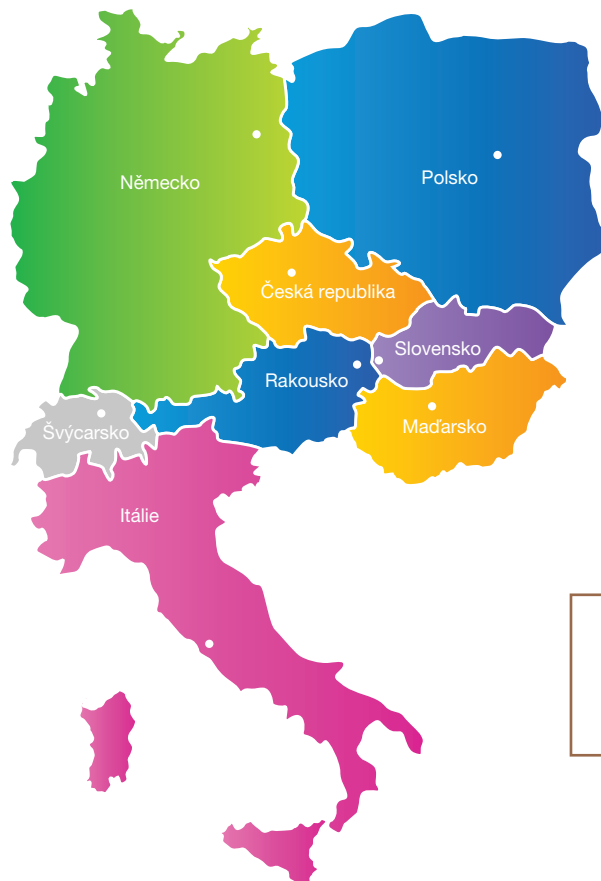 Německo
Polsko
Česká republika
Slovensko
Rakousko
Švýcarsko
Maďarsko
Itálie